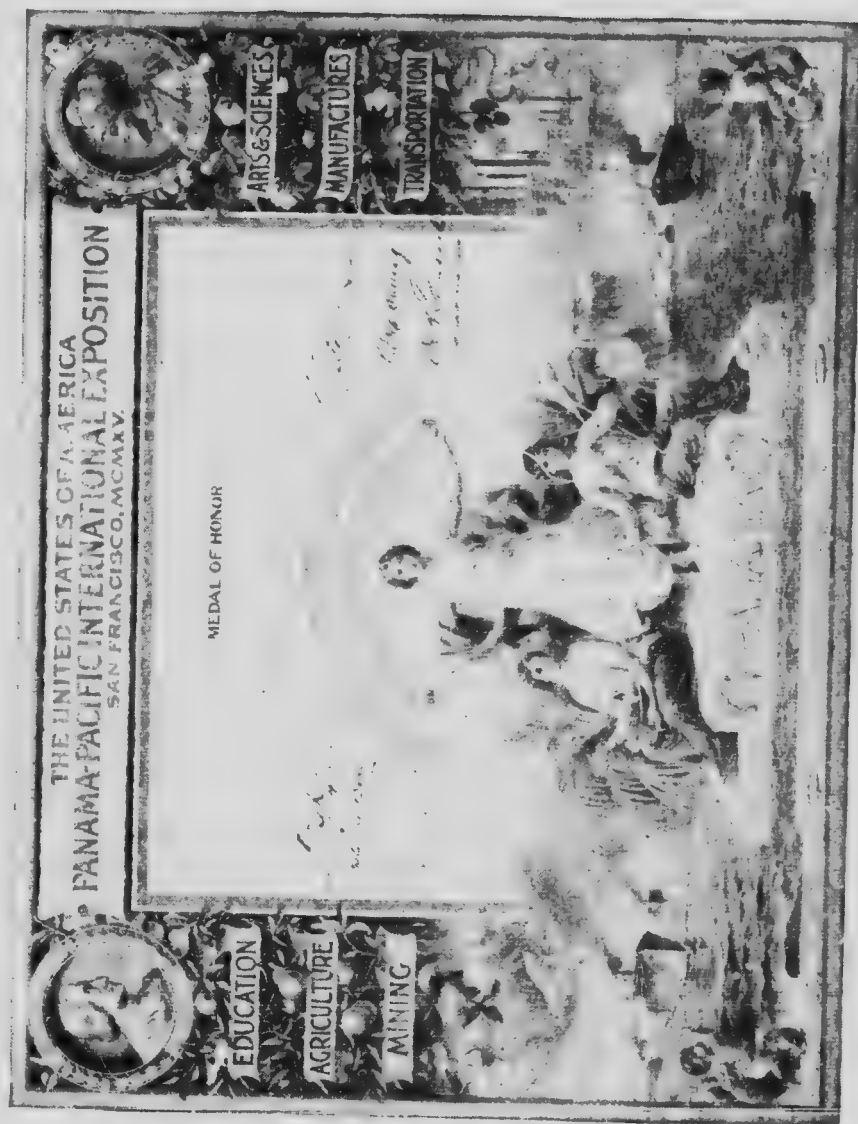 THE UNITED STATES OF AMERICA
PANAMA-PACIFIC INTERNATIONAL EXPOSITION
SAN FRANCISCO, MCMXV.
EDUCATION
AGRICULTURE
MINING
ARTS & SCIENCES
MANUFACTURES
TRANSPORTATION
MEDAL OF HONOR